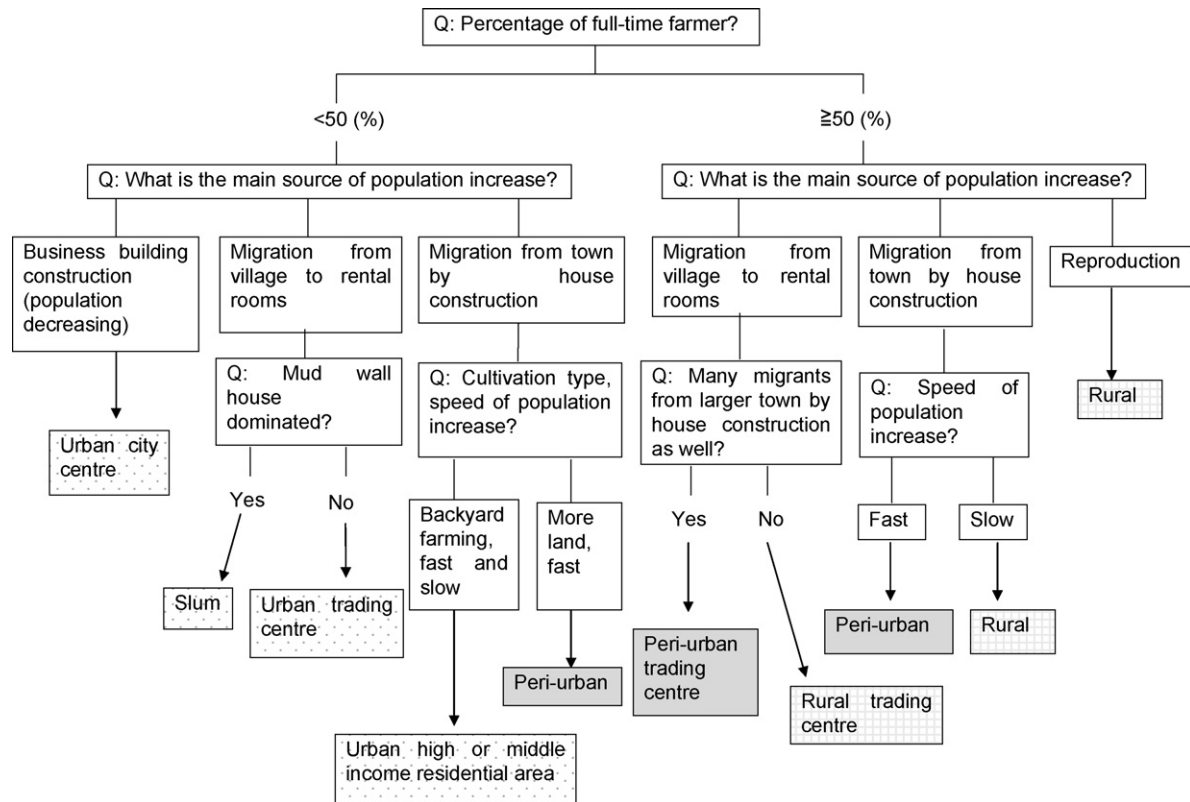 Q: Percentage of full-time farmer?
<50 (%)
≧50 (%)
Q: What is the main source of population increase?
Q: What is the main source of population increase?
Business building
construction
(population
decreasing)
Migration from
village to rental
rooms
Migration from town
by house
construction
Migration from
village to rental
rooms
Migration from
town by house
construction
Reproduction
Q: Mud wall
house
dominated?
Q: Cultivation type,
speed of population
increase?
Q: Many migrants
from larger town by
house construction
as well?
Q: Speed of
population
increase?
Rural
Urban city
centre
Yes
No
Backyard
farming,
fast and
slow
More
land,
fast
Yes
No
Fast
Slow
Slum
Urban trading
centre
Peri-urban
Peri-urban
trading
centre
Peri-urban
Rural
Rural trading
centre
Urban high or middle
income residential area